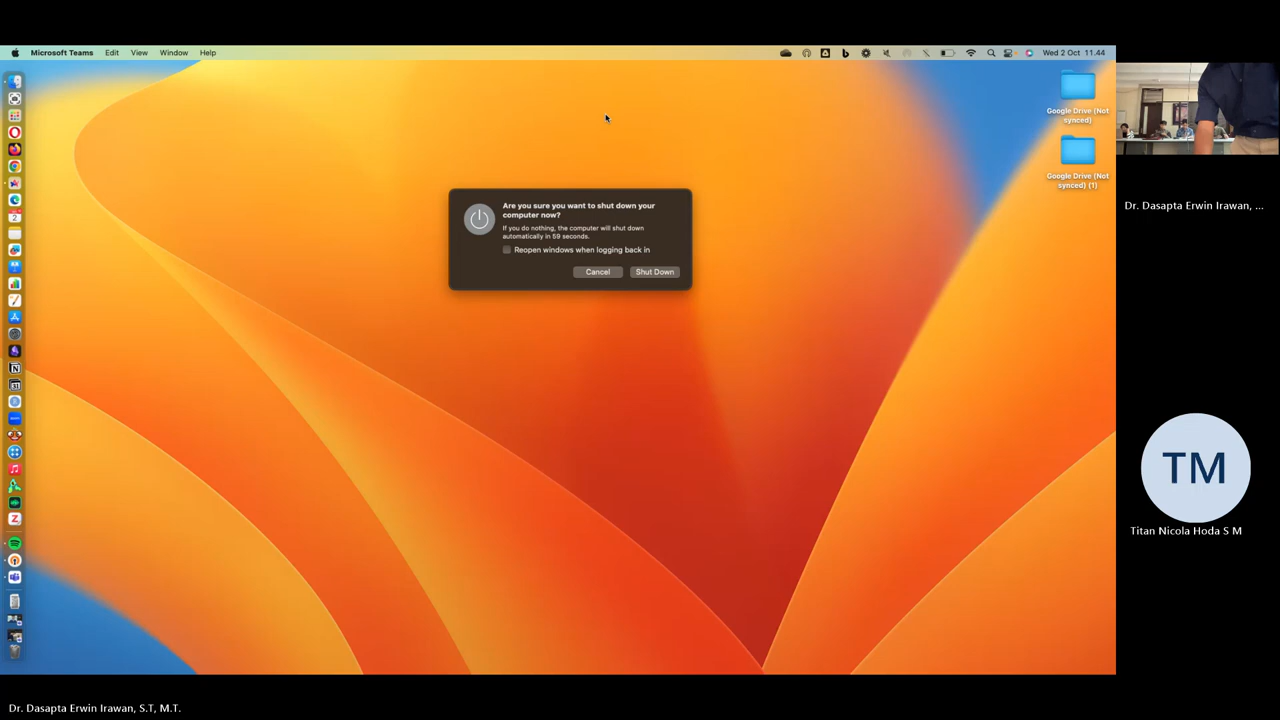 Microsoft Teams Edit View Window Help
Wed 2 Oct 11.44
Google Drive (Not
synced)
Google Drive (Not
synced) (1)
Are you sure you want to shut down your
computer now?
If you do nothing, the computer will shut down
automatically in 59 seconds.
Reopen windows when logging back in
Cancel Shut Down
Dr. Dasapta Erwin Irawan, ...
TM
Titan Nicola Hoda S M
Dr. Dasapta Erwin Irawan, S.T, M.T.